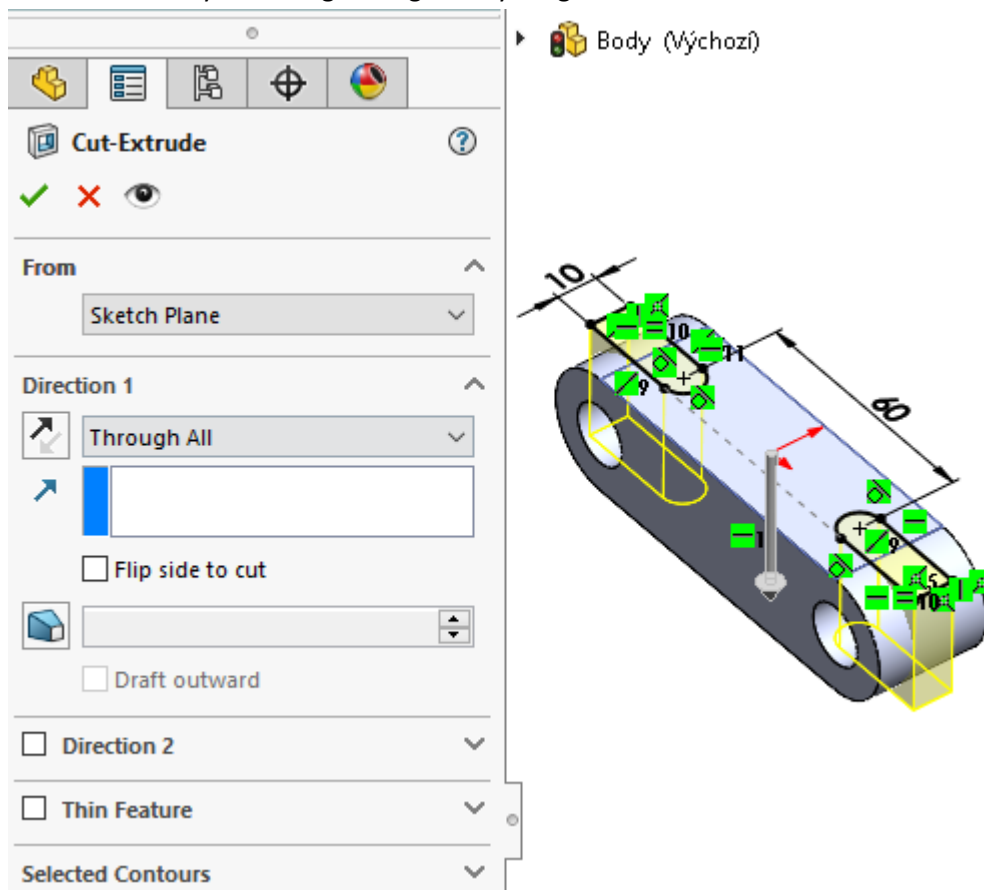 Body (Výchozí)
Cut-Extrude
From
Sketch Plane
Direction 1
Through All
Flip side to cut
Draft outward
Direction 2
Thin Feature
Selected Contours
10
60
10
11
9
1
9
5
10